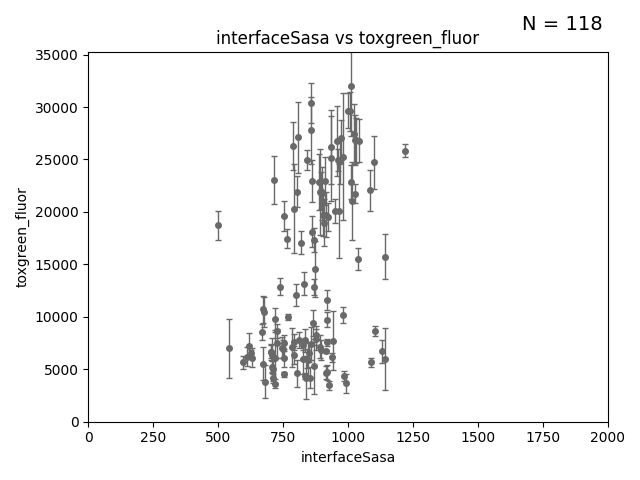 N = 118
interfaceSasa vs toxgreen_fluor
35000
30000
25000
20000
15000
10000
5000
0
toxgreen_fluor
0 250 500 750 1000 1250 1500 1750 2000
interfaceSasa